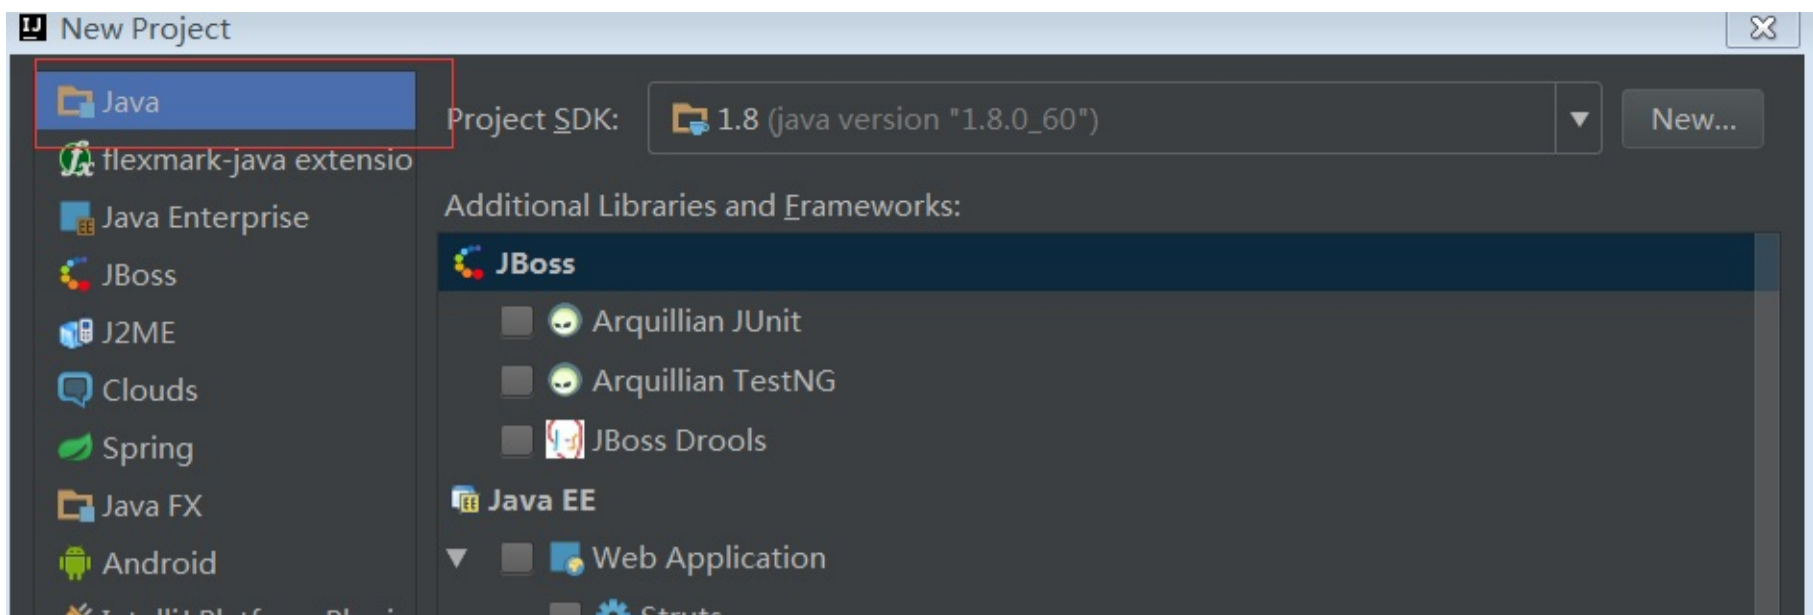 New Project
Java
flexmark-java extensio
Java Enterprise
JBoss
J2ME
Clouds
Spring
Java FX
Android
Project SDK: 1.8 (java version "1.8.0_60") New...
Additional Libraries and Frameworks:
JBoss
Arquillian JUnit
Arquillian TestNG
JBoss Drools
Java EE
Web Application
Struts